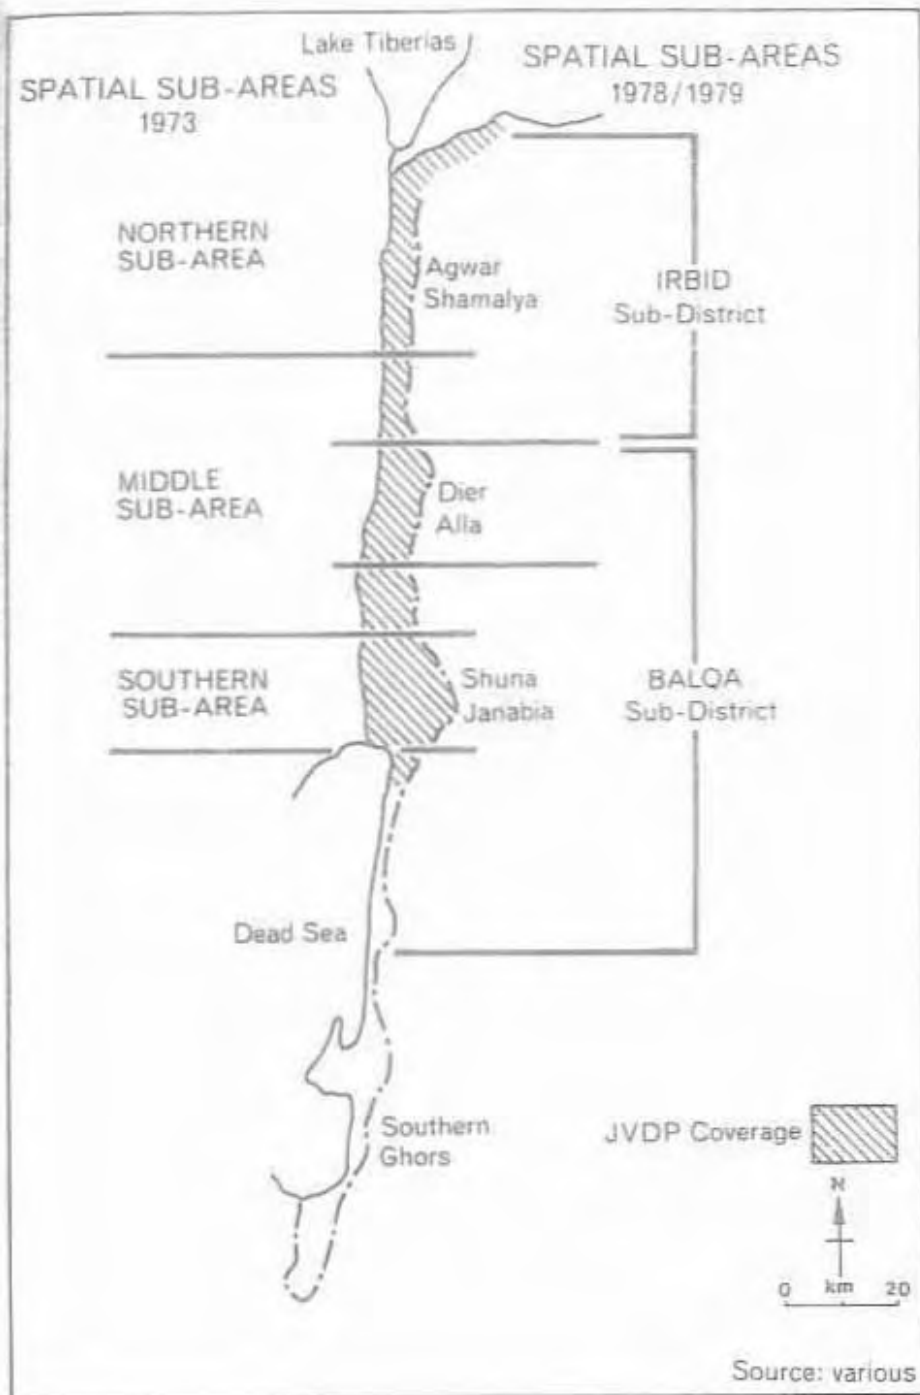 Lake Tiberias
SPATIAL SUB-AREAS
1973
SPATIAL SUB-AREAS
1978/1979
NORTHERN
SUB-AREA
Agwar
Shamalya
IRBID
Sub-District
MIDDLE
SUB-AREA
Dier
Alla
SOUTHERN
SUB-AREA
Shuna
Janabia
BALQA
Sub-District
Dead Sea
Southern
Ghors
JVDP Coverage
N
0 km 20
Source: various